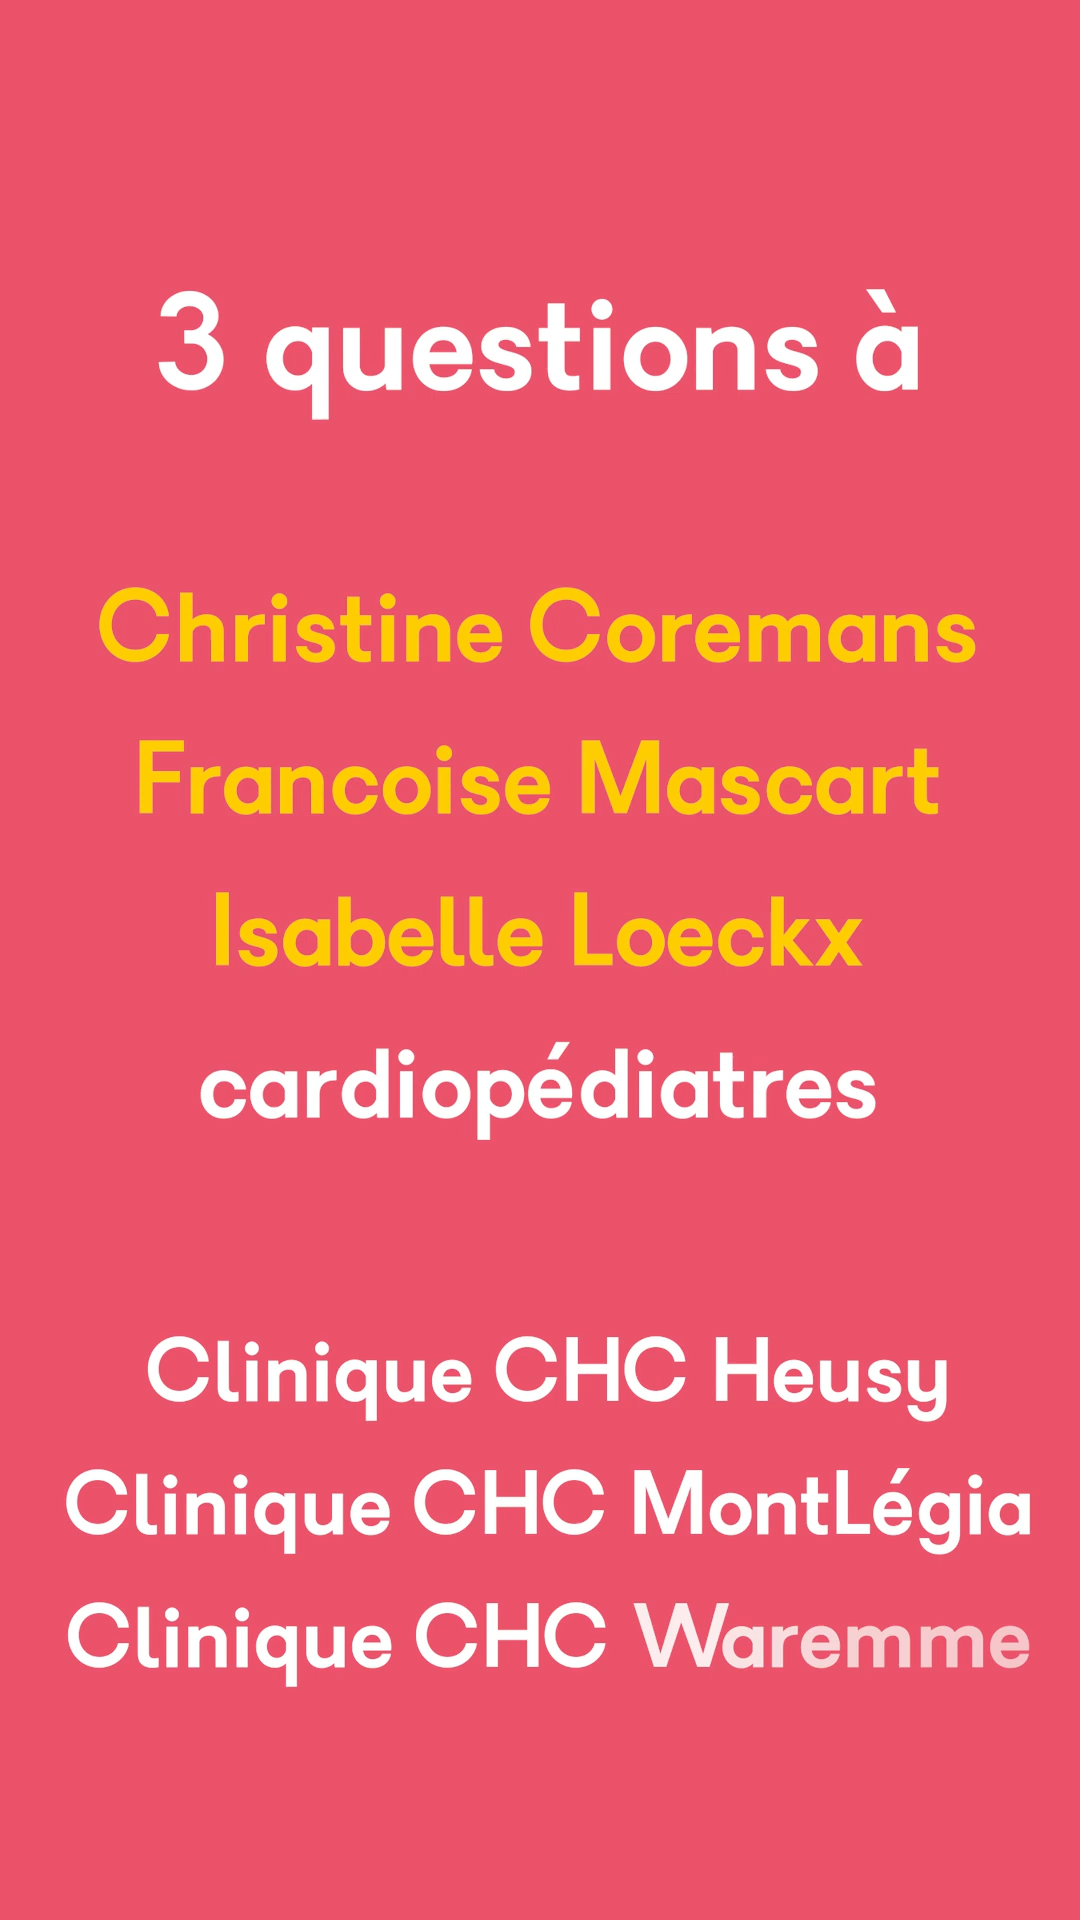 3 questions à
Christine Coremans
Francoise Mascart
Isabelle Loeckx
cardiopédiatres
Clinique CHC Heusy
Clinique CHC MontLégia
Clinique CHC Waremme